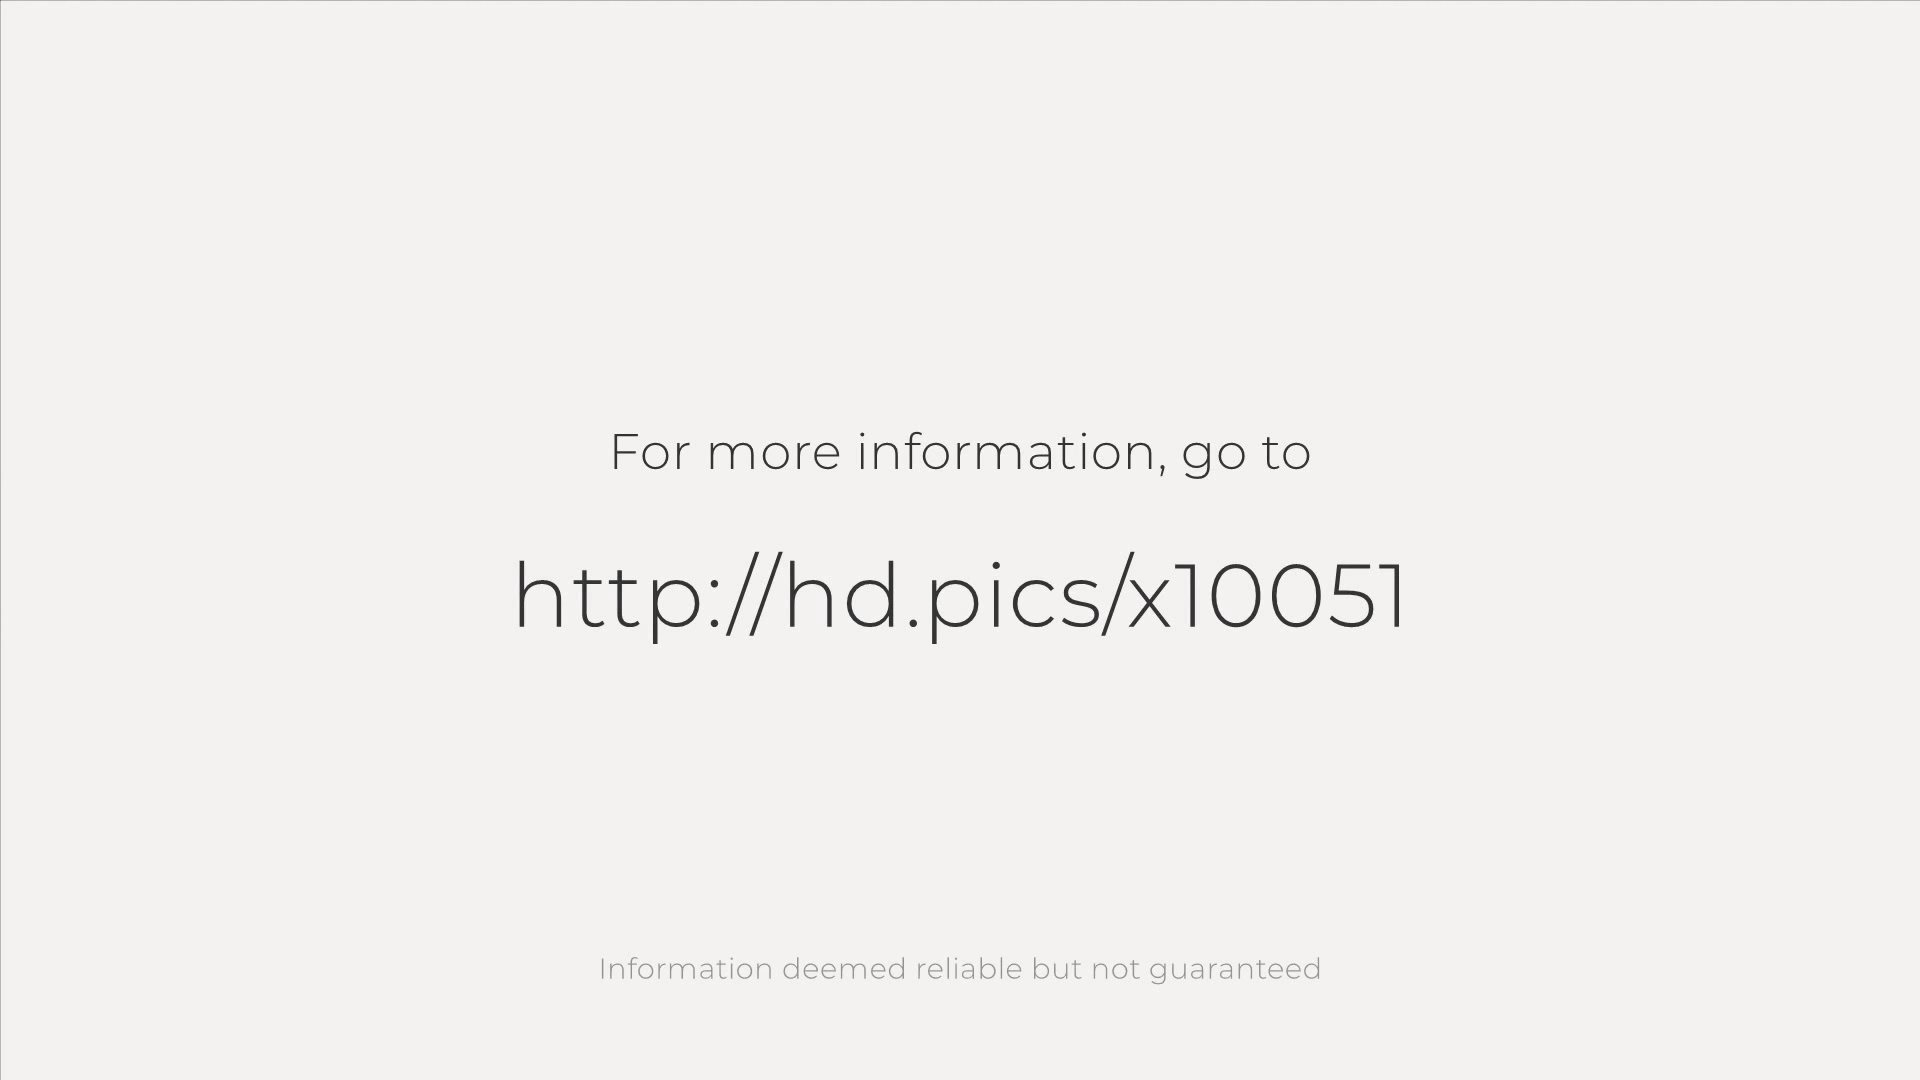 For more information, go to
http://hd.pics/x10051
Information deemed reliable but not guaranteed